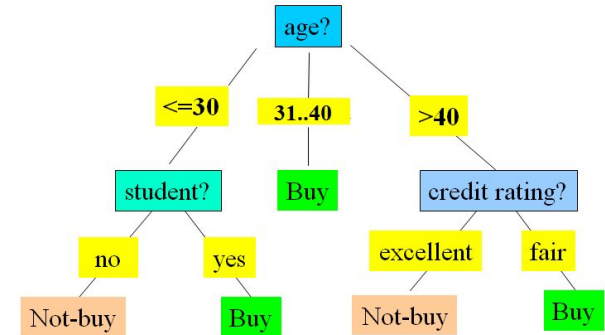 age?
<=30
31..40
>40
student?
Buy
credit rating?
no
yes
excellent
fair
Not-buy
Buy
Not-buy
Buy